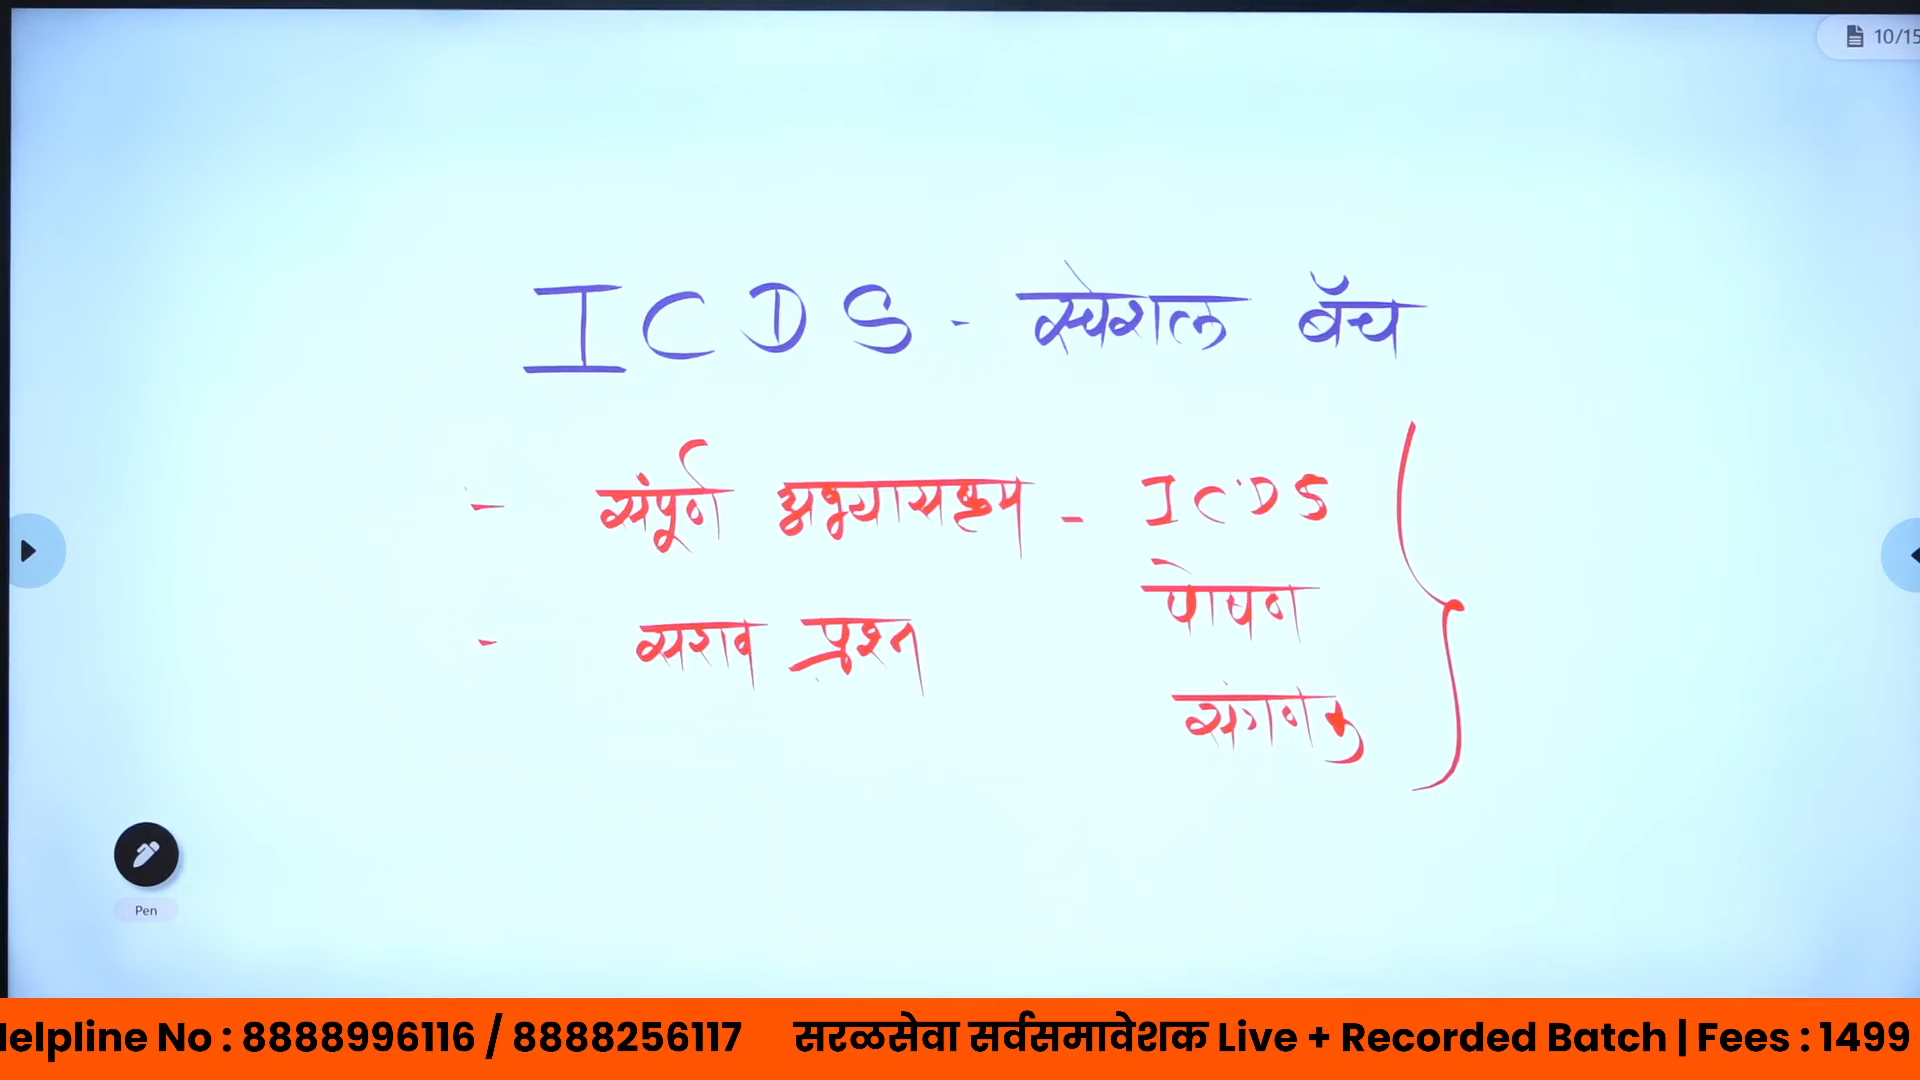 10/15
ICDS - स्पेशल बॅच
- संपूर्ण अभ्यासक्रम - ICDS
पोषण
संगणक
- सराव प्रश्न
Pen
Helpline No : 8888996116 / 8888256117 सरळसेवा सर्वसमावेशक Live + Recorded Batch | Fees : 1499